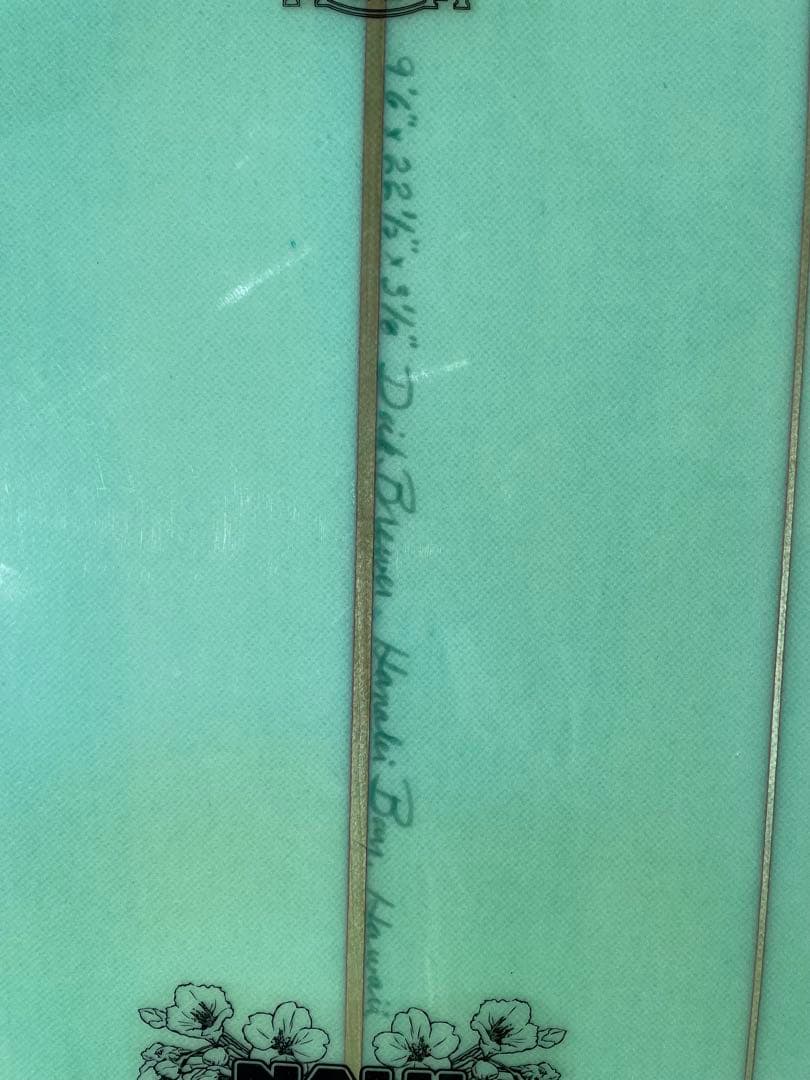 9'6" x 22½" x 3⅛" Dick Brewer, Hanalei Bay, Hawaii